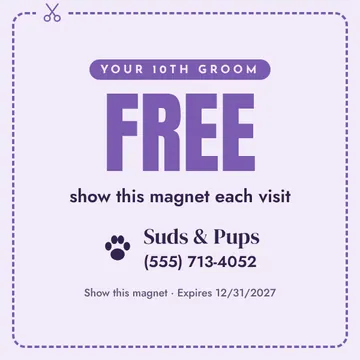 YOUR 10TH GROOM
FREE
show this magnet each visit
Suds & Pups
(555) 713-4052
Show this magnet · Expires 12/31/2027